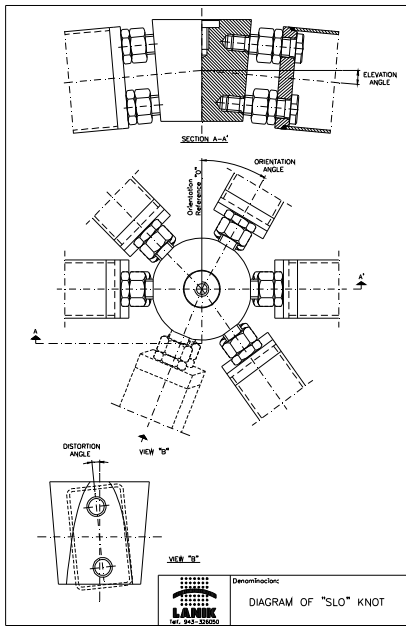 ELEVATION
ANGLE
SECTION A-A'
ORIENTATION
ANGLE
Orientation
Reference "0"
A'
A
VIEW "B"
DISTORTION
ANGLE
VIEW "B"
LANIK
Telf. 943-326050
Denominacion:
DIAGRAM OF "SLO" KNOT